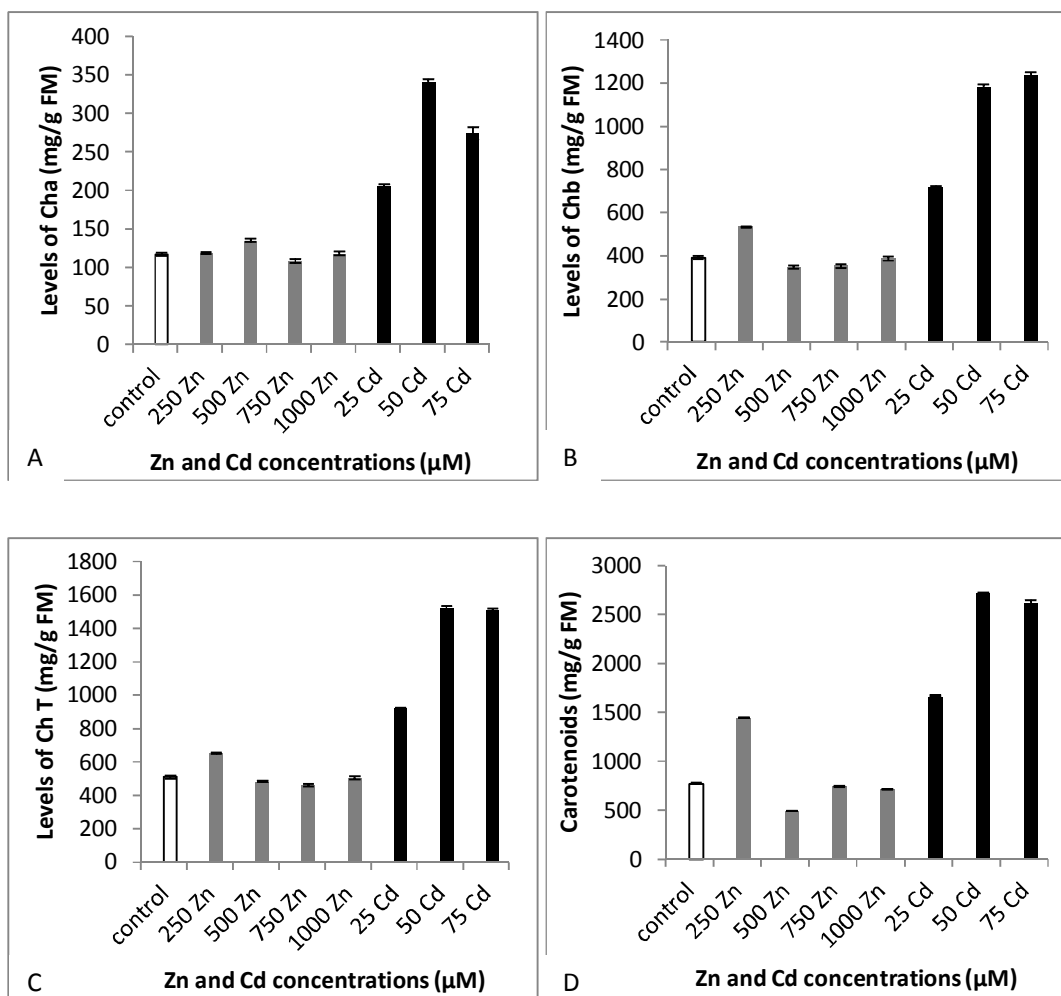 400
350
300
250
200
150
100
50
0
Levels of Cha (mg/g FM)
control
250 Zn
500 Zn
750 Zn
1000 Zn
25 Cd
50 Cd
75 Cd
A
Zn and Cd concentrations (µM)
1400
1200
1000
800
600
400
200
0
Levels of Chb (mg/g FM)
control
250 Zn
500 Zn
750 Zn
1000 Zn
25 Cd
50 Cd
75 Cd
B
Zn and Cd concentrations (µM)
1800
1600
1400
1200
1000
800
600
400
200
0
Levels of Ch T (mg/g FM)
control
250 Zn
500 Zn
750 Zn
1000 Zn
25 Cd
50 Cd
75 Cd
C
Zn and Cd concentrations (µM)
3000
2500
2000
1500
1000
500
0
Carotenoids (mg/g FM)
control
250 Zn
500 Zn
750 Zn
1000 Zn
25 Cd
50 Cd
75 Cd
D
Zn and Cd concentrations (µM)